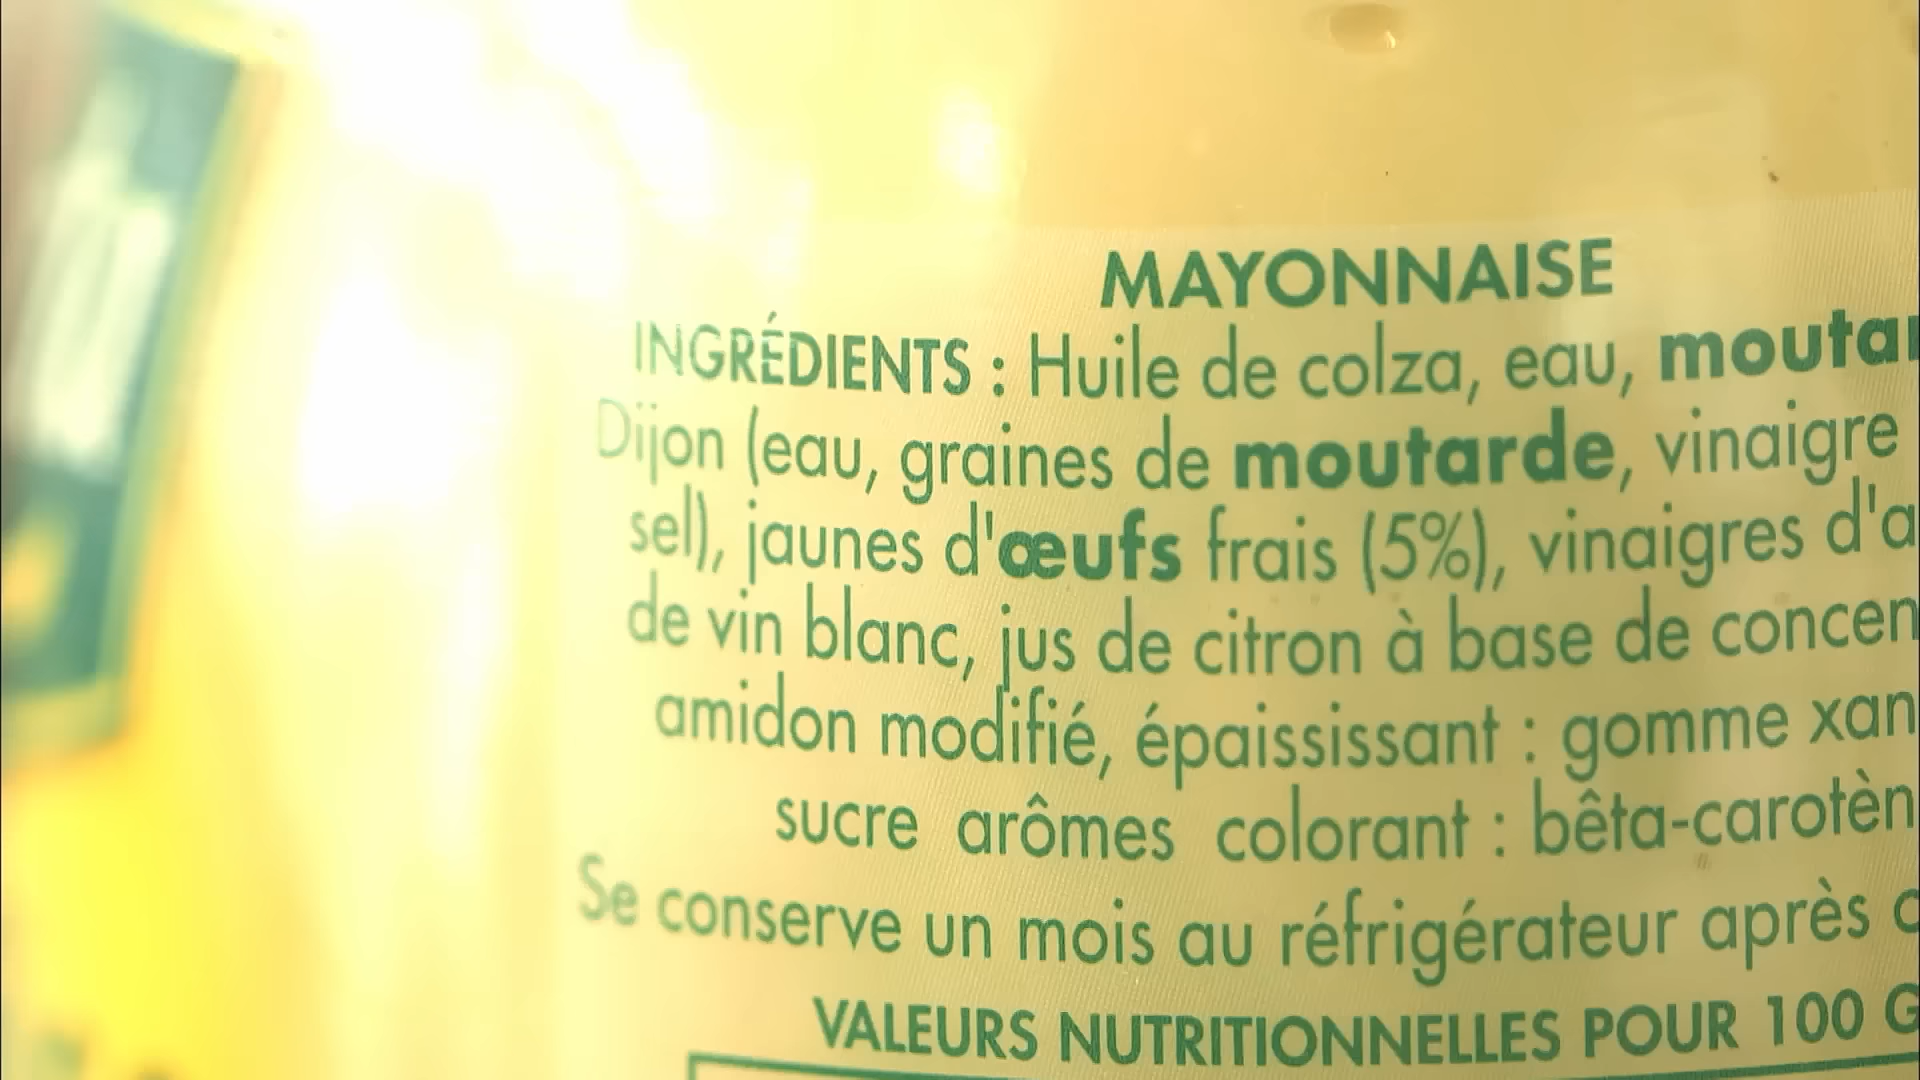 MAYONNAISE
INGRÉDIENTS : Huile de colza, eau, moutar
Dijon (eau, graines de moutarde, vinaigre
sel), jaunes d'œufs frais (5%), vinaigres d'a
de vin blanc, jus de citron à base de concen
amidon modifié, épaississant : gomme xan
sucre arômes colorant : bêta-carotèn
Se conserve un mois au réfrigérateur après
VALEURS NUTRITIONNELLES POUR 100 G